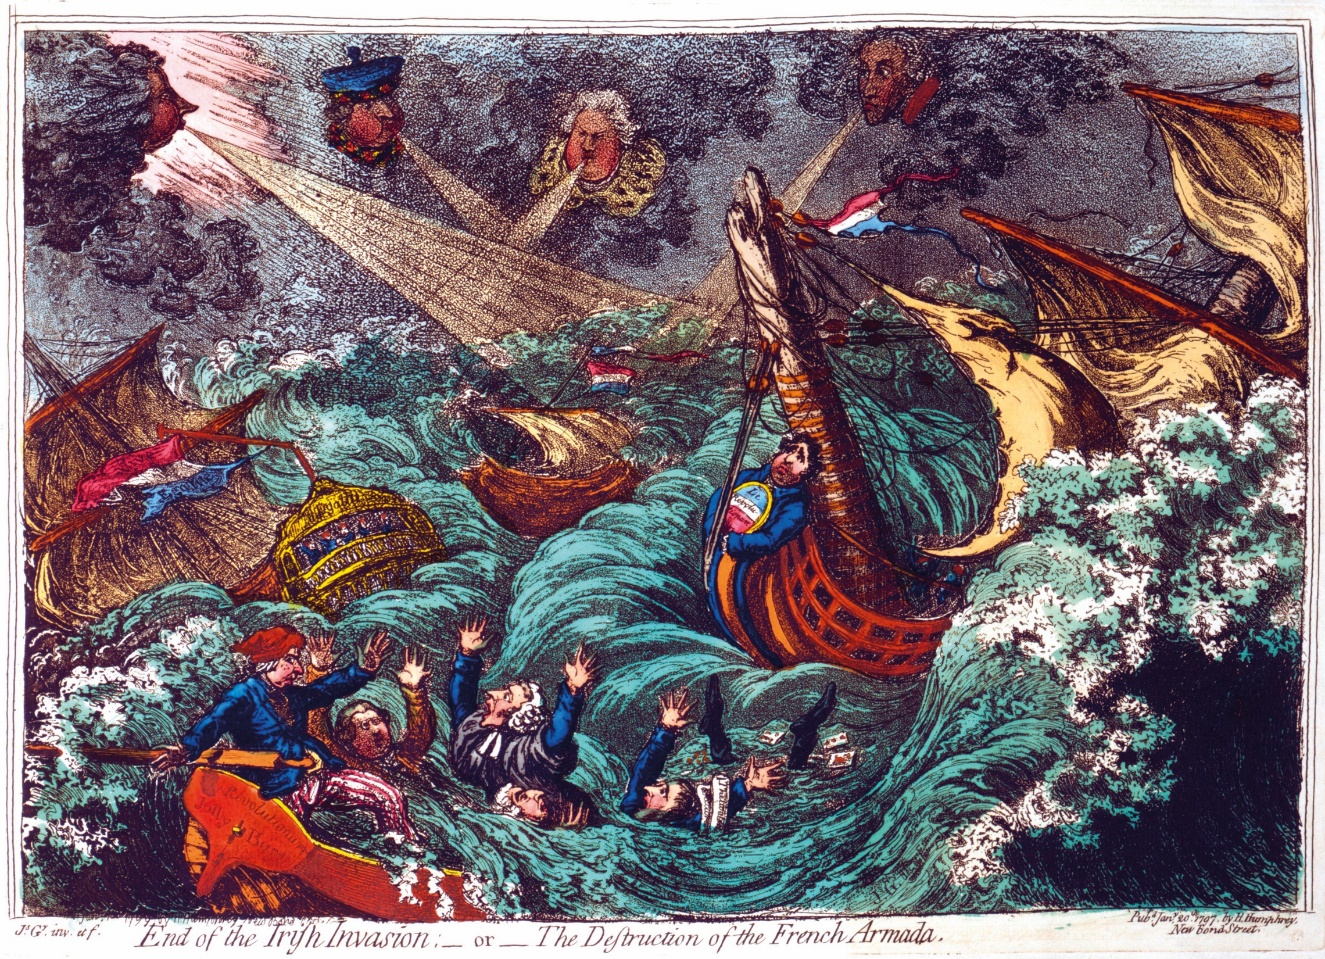 Le
Revolutionary
Jolly
Boat
Jˢ Gʸ inv. et f.
End of the Irish Invasion; — or — The Destruction of the French Armada.
Pubᵈ Janʸ 20ᵗʰ 1797. by H. Humphrey.
New Bond Street.